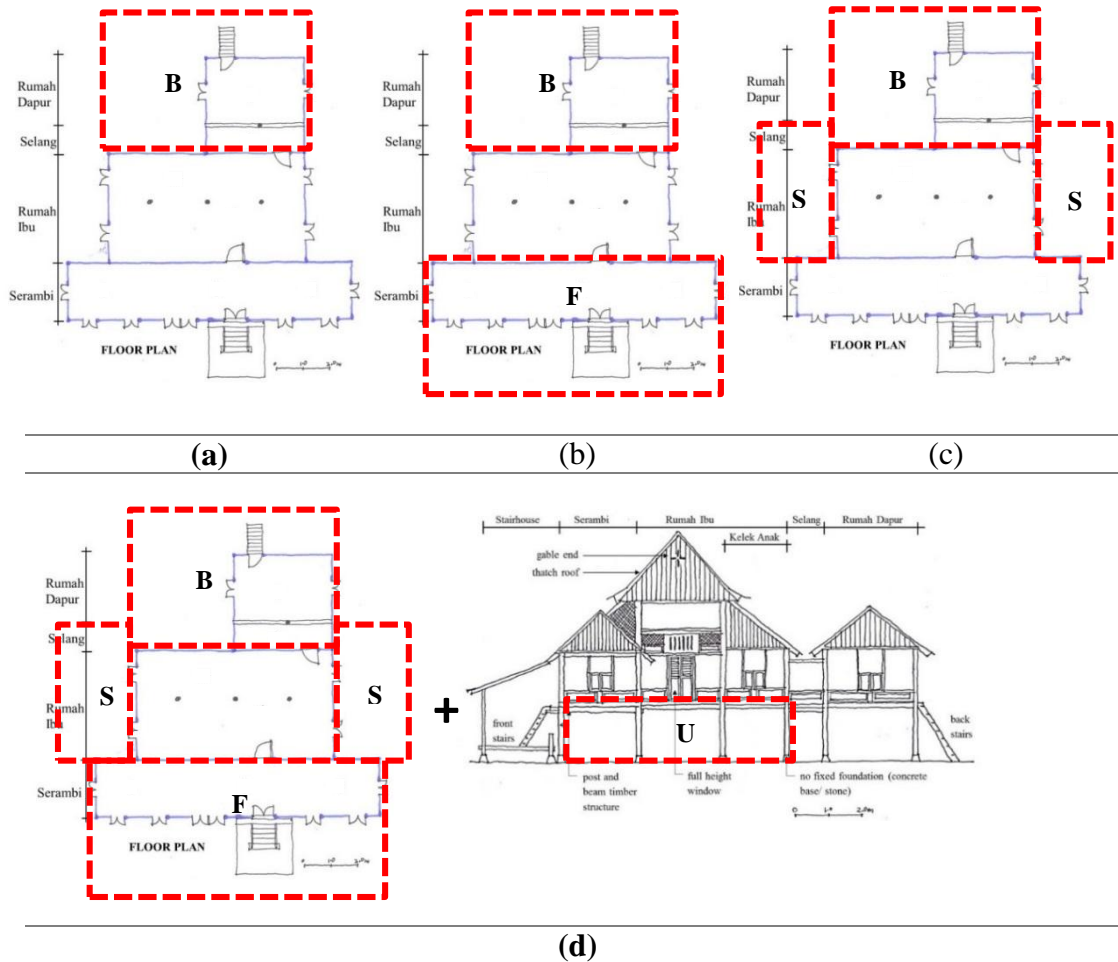 B
Rumah
Dapur
Selang
Rumah
Ibu
Serambi
FLOOR PLAN
(a)
B
Rumah
Dapur
Selang
Rumah
Ibu
Serambi
F
FLOOR PLAN
(b)
B
Rumah
Dapur
Selang
S
S
Rumah
Ibu
Serambi
FLOOR PLAN
(c)
B
Rumah
Dapur
Selang
S
S
Rumah
Ibu
Serambi
F
FLOOR PLAN
+
Stairhouse
Serambi
Rumah Ibu
Selang
Rumah Dapur
Kelek Anak
gable end
thatch roof
front
stairs
U
back
stairs
post and
beam timber
structure
full height
window
no fixed foundation (concrete
base/ stone)
(d)